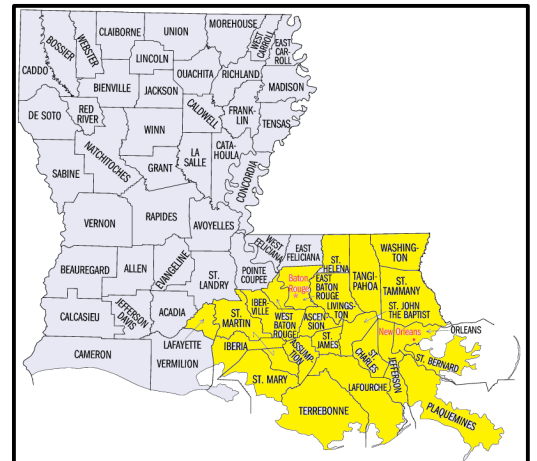 MOREHOUSE
CLAIBORNE
UNION
WEST
CARROLL
EAST
CAR-
ROLL
WEBSTER
BOSSIER
LINCOLN
CADDO
OUACHITA
RICHLAND
MADISON
BIENVILLE
JACKSON
RED
RIVER
CALDWELL
FRANK-
LIN
DE SOTO
TENSAS
WINN
NATCHITOCHES
LA
SALLE
CATA-
HOULA
SABINE
GRANT
CONCORDIA
VERNON
RAPIDES
AVOYELLES
WEST
FELICIANA
EAST
FELICIANA
ST.
HELENA
WASHING-
TON
BEAUREGARD
ALLEN
EVANGELINE
ST.
LANDRY
POINTE
COUPEE
Baton
Rouge
EAST
BATON
ROUGE
TANGI-
PAHOA
ST.
TAMMANY
CALCASIEU
JEFFERSON
DAVIS
ACADIA
ST.
MARTIN
IBER-
VILLE
WEST
BATON
ROUGE
ASCEN-
SION
LIVINGS-
TON
ST. JOHN
THE BAPTIST
New Orleans
ORLEANS
CAMERON
LAFAYETTE
VERMILION
IBERIA
ASSUMP-
TION
ST.
JAMES
ST.
CHARLES
JEFFERSON
ST. BERNARD
ST. MARY
LAFOURCHE
TERREBONNE
PLAQUEMINES